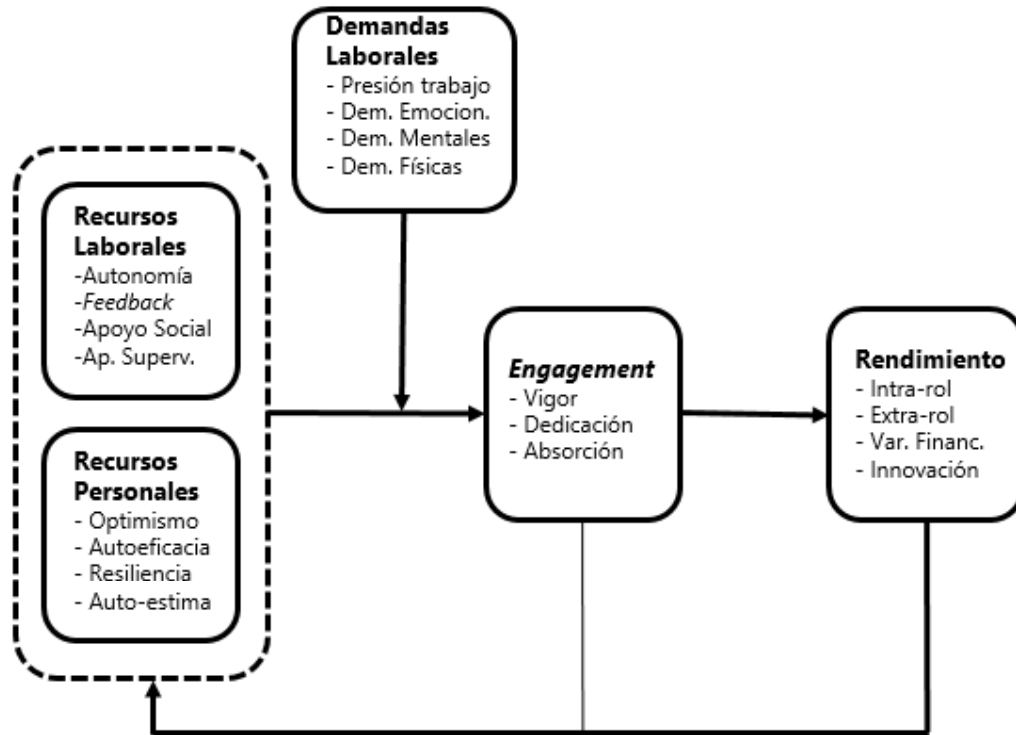 Demandas
Laborales
- Presión trabajo
- Dem. Emocion.
- Dem. Mentales
- Dem. Físicas
Recursos
Laborales
-Autonomía
-Feedback
-Apoyo Social
-Ap. Superv.
Recursos
Personales
- Optimismo
- Autoeficacia
- Resiliencia
- Auto-estima
Engagement
- Vigor
- Dedicación
- Absorción
Rendimiento
- Intra-rol
- Extra-rol
- Var. Financ.
- Innovación